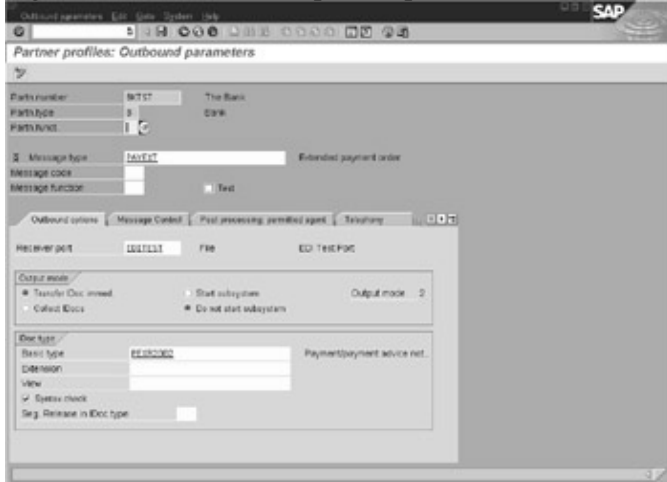 Outbound parameters Edit Goto System Help
SAP
Partner profiles: Outbound parameters
Partn.number BKTST The Bank
Partn.type B Bank
Partn.funct.
Message type PAYEXT Extended payment order
Message code
Message function Test
Outbound options Message Control Post processing: permitted agent Telephony
Receiver port EDITEST File EDI Test Port
Output mode
Transfer IDoc immed. Start subsystem Output mode 2
Collect IDocs Do not start subsystem
IDoc type
Basic type PEXR2002 Payment/payment advice not..
Extension
View
Syntax check
Seg. Release in IDoc type